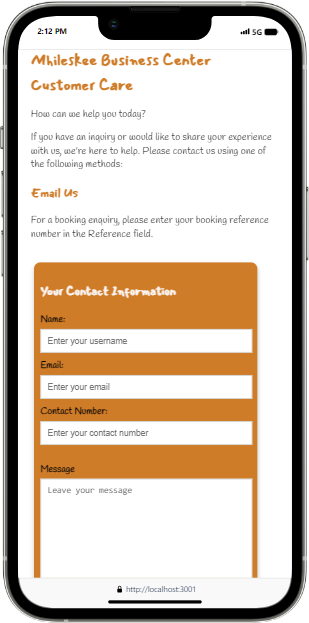 2:12 PM
5G
Mhileskee Business Center
Customer Care
How can we help you today?
If you have an inquiry or would like to share your experience
with us, we're here to help. Please contact us using one of
the following methods:
Email Us
For a booking enquiry, please enter your booking reference
number in the Reference field.
Your Contact Information
Name:
Enter your username
Email:
Enter your email
Contact Number:
Enter your contact number
Message
Leave your message
http://localhost:3001